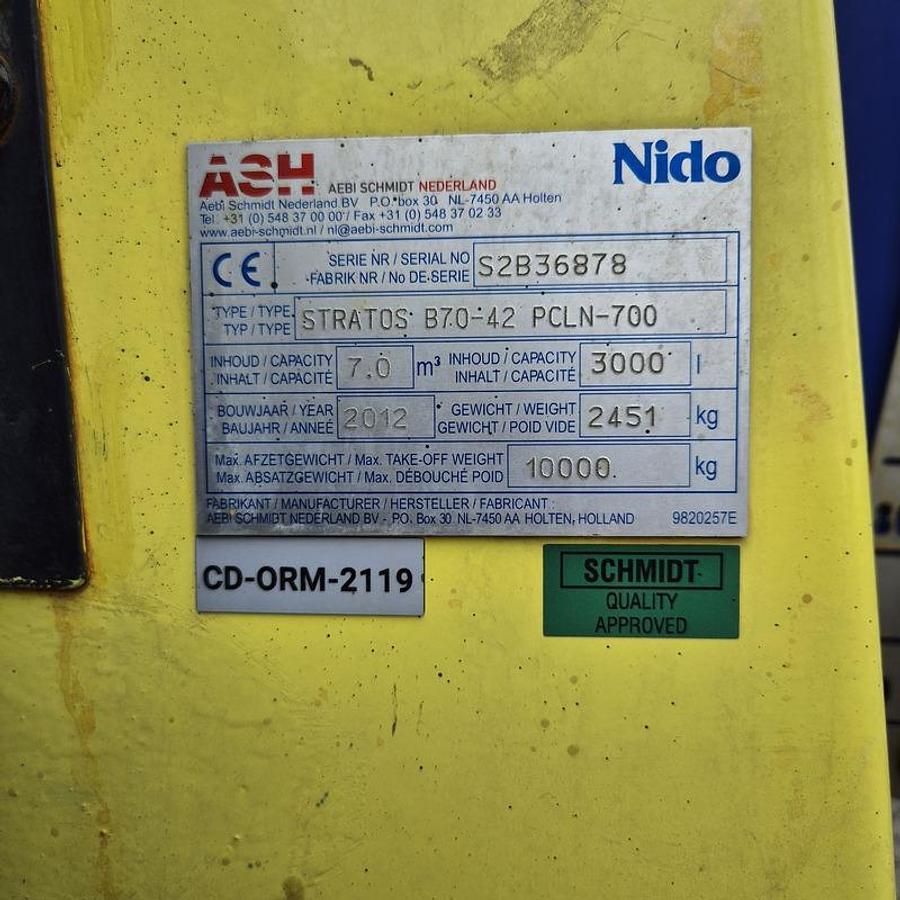 ASH AEBI SCHMIDT NEDERLAND
Nido
Aebi Schmidt Nederland BV P.O. box 30 NL-7450 AA Holten
Tel. +31 (0) 548 37 00 00 / Fax +31 (0) 548 37 02 33
www.aebi-schmidt.nl / nl@aebi-schmidt.com
CE
SERIE NR / SERIAL NO
FABRIK NR / No DE-SERIE
S2B36878
TYPE / TYPE
TYP / TYPE
STRATOS B70-42 PCLN-700
INHOUD / CAPACITY
INHALT / CAPACITÉ
7.0 m³
INHOUD / CAPACITY
INHALT / CAPACITÉ
3000 l
BOUWJAAR / YEAR
BAUJAHR / ANNEÉ
2012
GEWICHT / WEIGHT
GEWICHT / POID VIDE
2451 kg
Max. AFZETGEWICHT / Max. TAKE-OFF WEIGHT
Max. ABSATZGEWICHT / Max. DÉBOUCHÉ POID
10000 kg
FABRIKANT / MANUFACTURER / HERSTELLER / FABRICANT :
AEBI SCHMIDT NEDERLAND BV - P.O. Box 30 NL-7450 AA HOLTEN, HOLLAND 9820257E
CD-ORM-2119
SCHMIDT
QUALITY
APPROVED